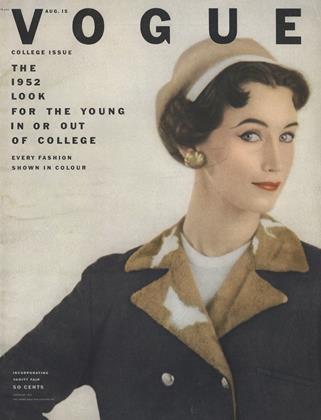 VOGUE
AUG. 15
COLLEGE ISSUE
THE
1952
LOOK
FOR THE YOUNG
IN OR OUT
OF COLLEGE
EVERY FASHION
SHOWN IN COLOUR
INCORPORATING
VANITY FAIR
50 CENTS